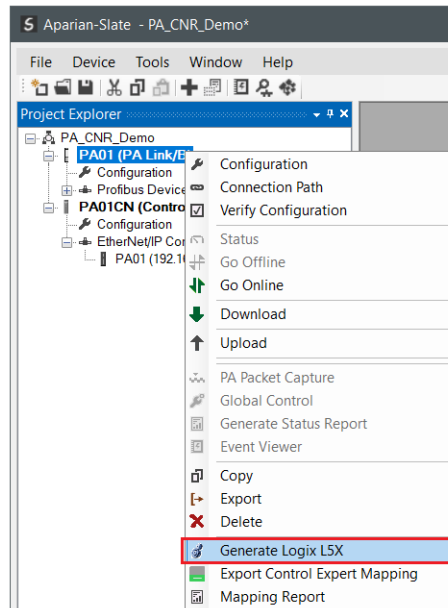 S Aparian-Slate - PA_CNR_Demo*
File Device Tools Window Help
Project Explorer
PA_CNR_Demo
PA01 (PA Link/
Configuration
Profibus Device
PA01CN (Contro
Configuration
EtherNet/IP Co
PA01 (192.1
Configuration
Connection Path
Verify Configuration
Status
Go Offline
Go Online
Download
Upload
PA Packet Capture
Global Control
Generate Status Report
Event Viewer
Copy
Export
Delete
Generate Logix L5X
Export Control Expert Mapping
Mapping Report